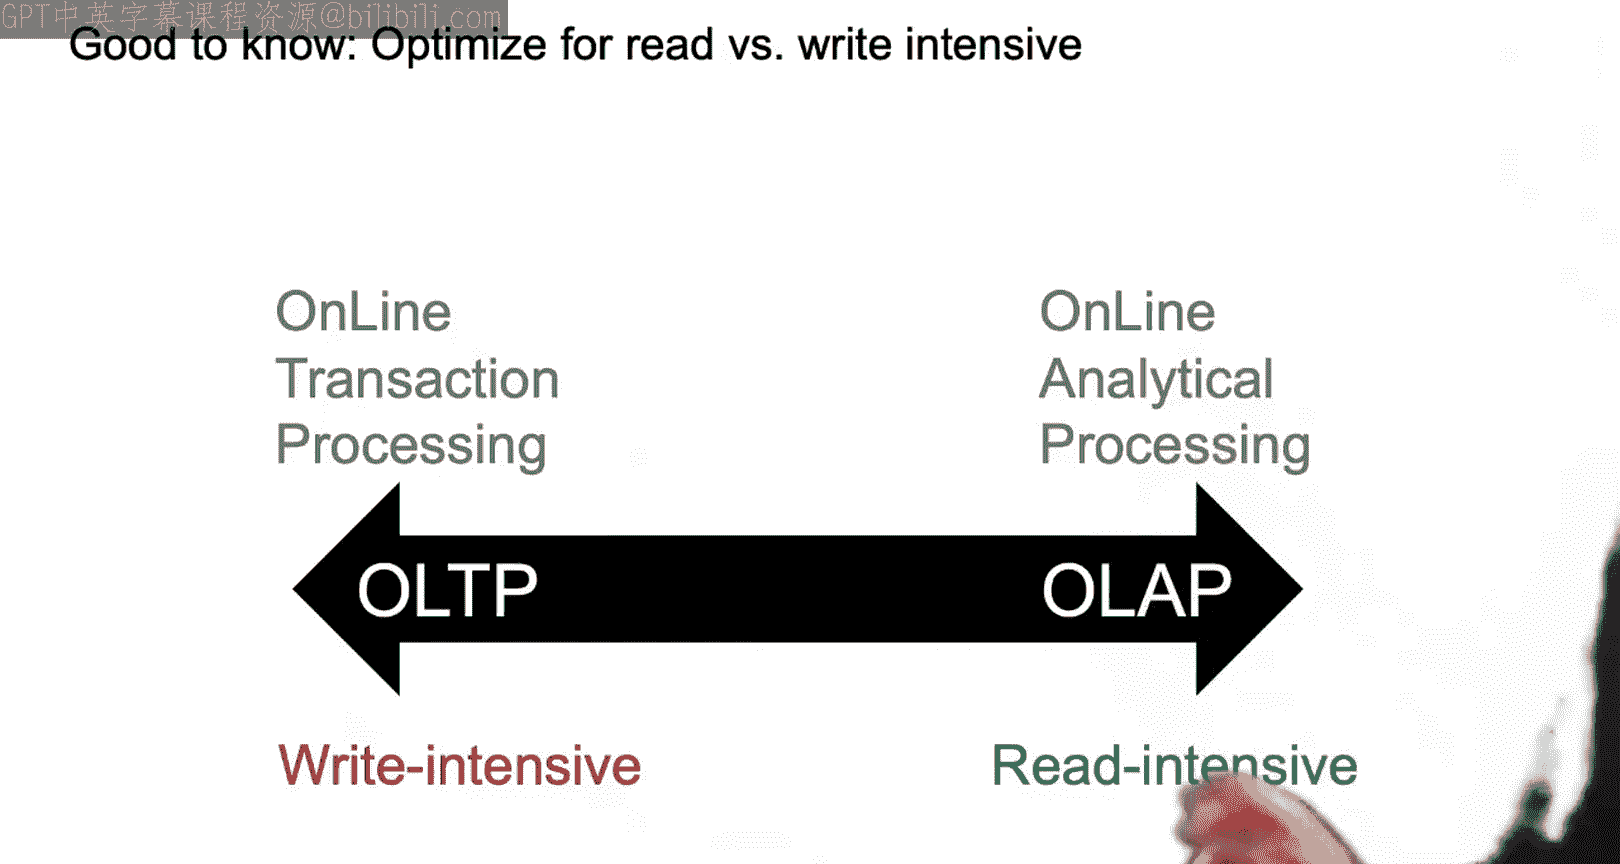 GPT中英字幕课程资源@bilibili.com
Good to know: Optimize for read vs. write intensive
OnLine
Transaction
Processing
OnLine
Analytical
Processing
OLTP
OLAP
Write-intensive
Read-intensive